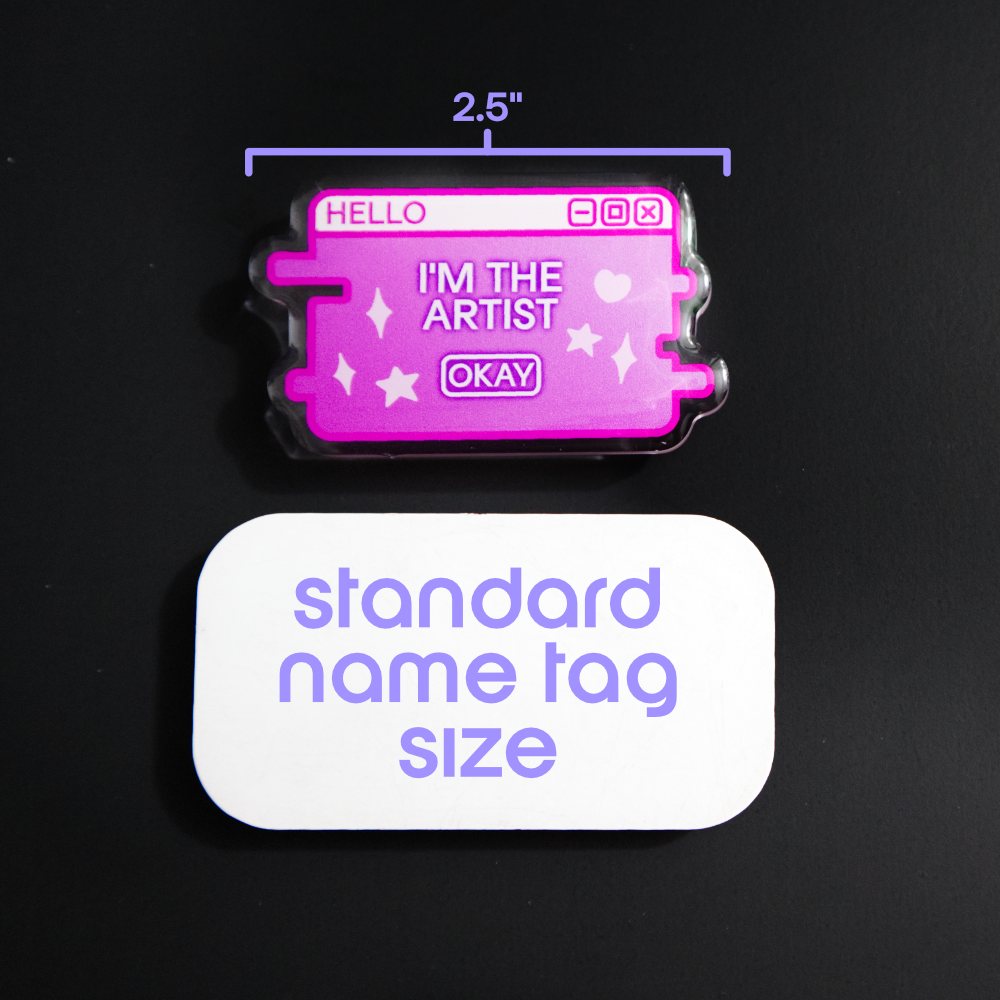 2.5"
HELLO
I'M THE
ARTIST
OKAY
standard
name tag
size